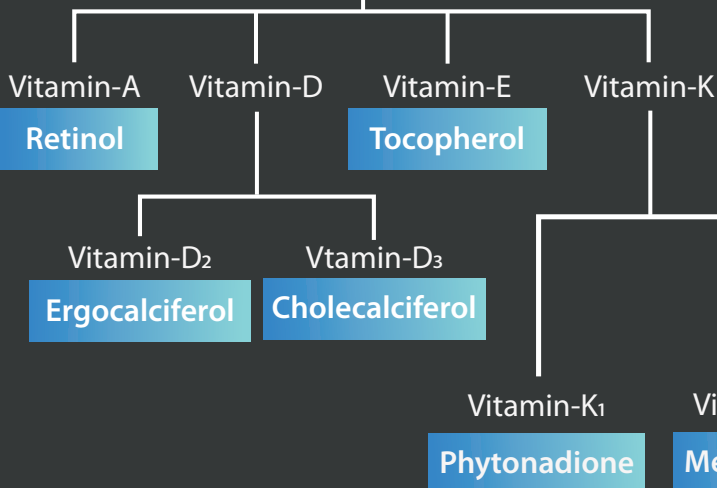 Vitamin-A
Vitamin-D
Vitamin-E
Vitamin-K
Retinol
Tocopherol
Vitamin-D₂
Vtamin-D₃
Ergocalciferol
Cholecalciferol
Vitamin-K₁
Phytonadione